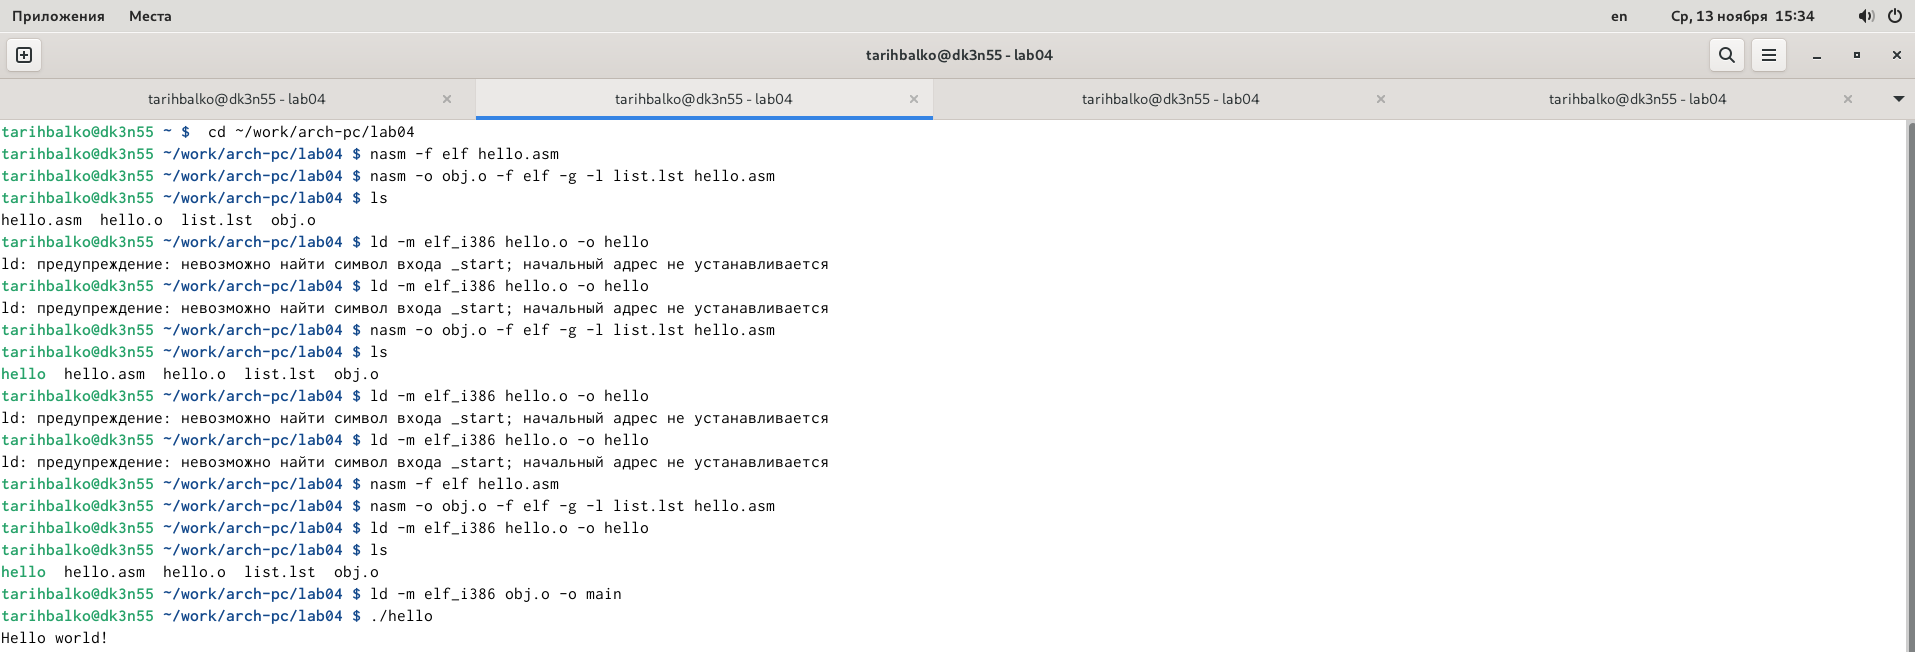 Приложения Места en Ср, 13 ноября 15:34
tarihbalko@dk3n55 - lab04
tarihbalko@dk3n55 - lab04 tarihbalko@dk3n55 - lab04 tarihbalko@dk3n55 - lab04 tarihbalko@dk3n55 - lab04
tarihbalko@dk3n55 ~ $  cd ~/work/arch-pc/lab04
tarihbalko@dk3n55 ~/work/arch-pc/lab04 $ nasm -f elf hello.asm
tarihbalko@dk3n55 ~/work/arch-pc/lab04 $ nasm -o obj.o -f elf -g -l list.lst hello.asm
tarihbalko@dk3n55 ~/work/arch-pc/lab04 $ ls
hello.asm  hello.o  list.lst  obj.o
tarihbalko@dk3n55 ~/work/arch-pc/lab04 $ ld -m elf_i386 hello.o -o hello
ld: предупреждение: невозможно найти символ входа _start; начальный адрес не устанавливается
tarihbalko@dk3n55 ~/work/arch-pc/lab04 $ ld -m elf_i386 hello.o -o hello
ld: предупреждение: невозможно найти символ входа _start; начальный адрес не устанавливается
tarihbalko@dk3n55 ~/work/arch-pc/lab04 $ nasm -o obj.o -f elf -g -l list.lst hello.asm
tarihbalko@dk3n55 ~/work/arch-pc/lab04 $ ls
hello  hello.asm  hello.o  list.lst  obj.o
tarihbalko@dk3n55 ~/work/arch-pc/lab04 $ ld -m elf_i386 hello.o -o hello
ld: предупреждение: невозможно найти символ входа _start; начальный адрес не устанавливается
tarihbalko@dk3n55 ~/work/arch-pc/lab04 $ ld -m elf_i386 hello.o -o hello
ld: предупреждение: невозможно найти символ входа _start; начальный адрес не устанавливается
tarihbalko@dk3n55 ~/work/arch-pc/lab04 $ nasm -f elf hello.asm
tarihbalko@dk3n55 ~/work/arch-pc/lab04 $ nasm -o obj.o -f elf -g -l list.lst hello.asm
tarihbalko@dk3n55 ~/work/arch-pc/lab04 $ ld -m elf_i386 hello.o -o hello
tarihbalko@dk3n55 ~/work/arch-pc/lab04 $ ls
hello  hello.asm  hello.o  list.lst  obj.o
tarihbalko@dk3n55 ~/work/arch-pc/lab04 $ ld -m elf_i386 obj.o -o main
tarihbalko@dk3n55 ~/work/arch-pc/lab04 $ ./hello
Hello world!